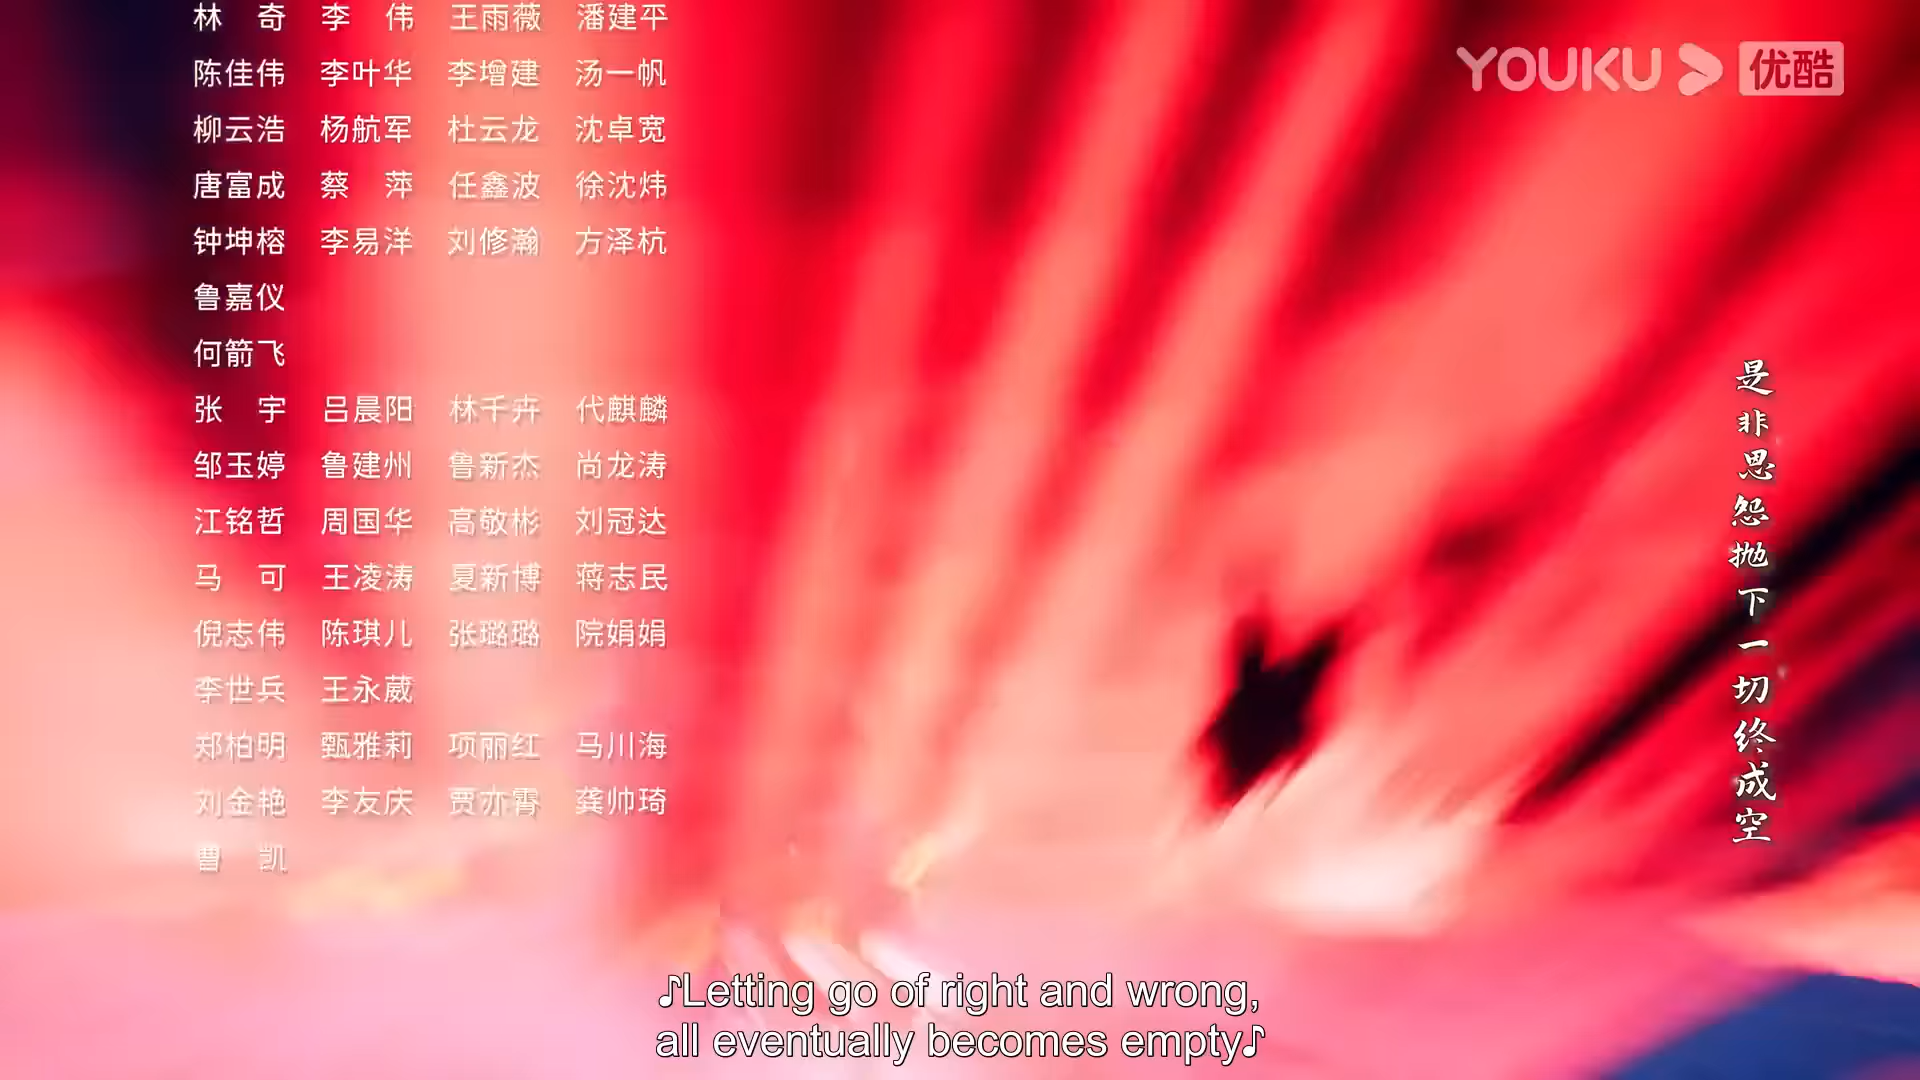 林 奇 李 伟 王雨薇 潘建平
YOUKU 优酷
陈佳伟 李叶华 李增建 汤一帆
柳云浩 杨航军 杜云龙 沈卓宽
唐富成 蔡 萍 任鑫波 徐沈炜
钟坤榕 李易洋 刘修瀚 方泽杭
鲁嘉仪
何箭飞
张 宇 吕晨阳 林千卉 代麒麟
邹玉婷 鲁建州 鲁新杰 尚龙涛
江铭哲 周国华 高敬彬 刘冠达
马 可 王凌涛 夏新博 蒋志民
倪志伟 陈琪儿 张璐璐 院娟娟
李世兵 王永葳
郑柏明 甄雅莉 项丽红 马川海
刘金艳 李友庆 贾亦霄 龚帅琦
曹 凯
是非恩怨抛下一切终成空
♪Letting go of right and wrong,
all eventually becomes empty♪